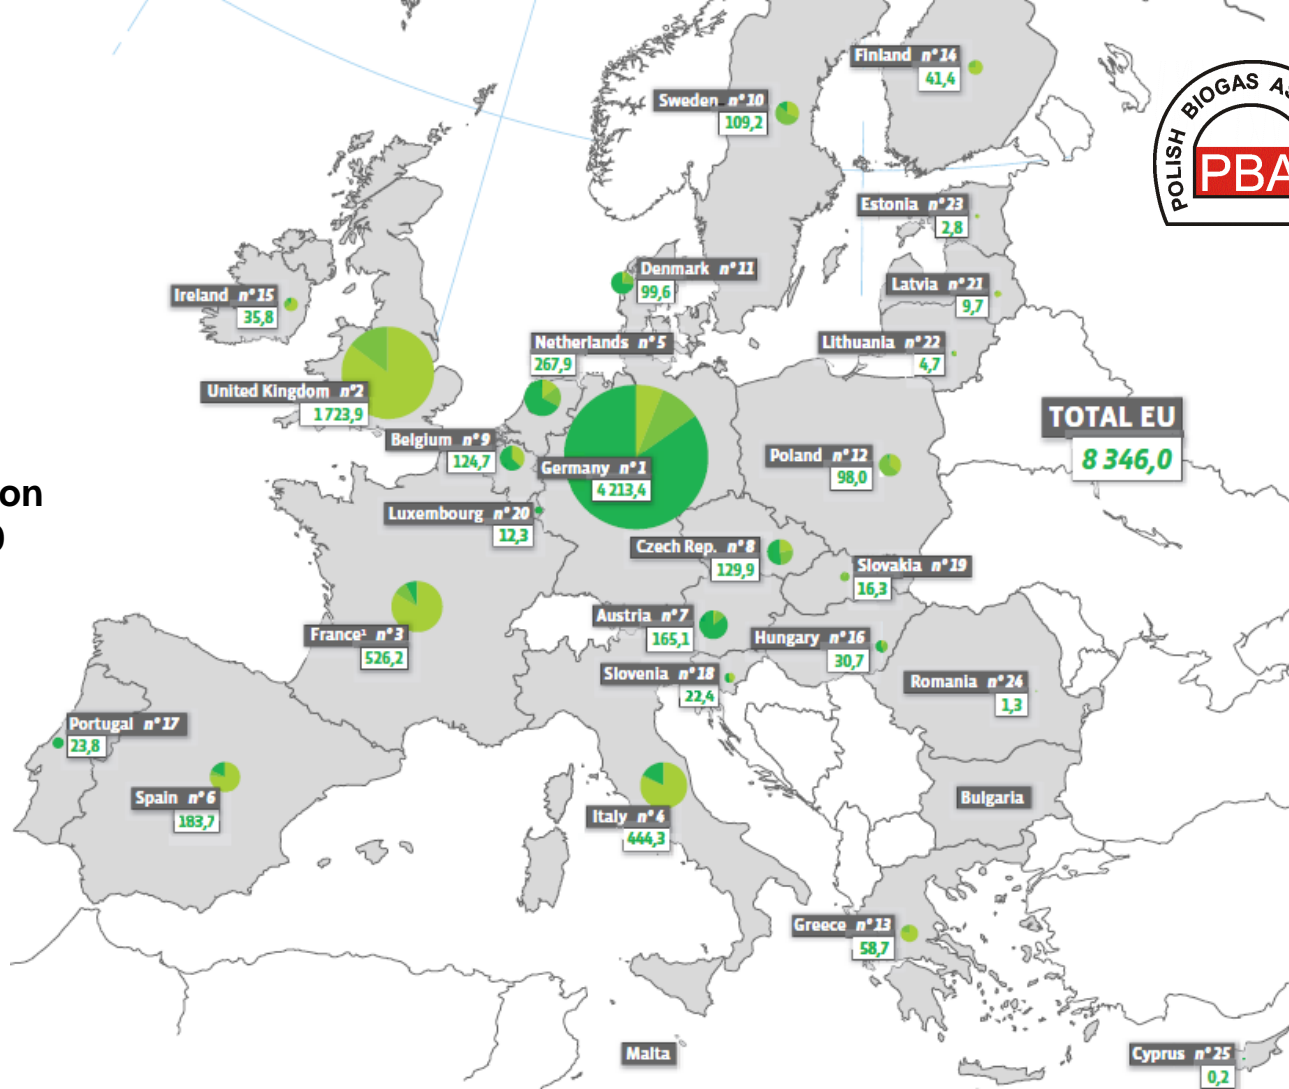 Finland n°14
41,4
Sweden n°10
109,2
POLISH BIOGAS AS
PBA
Estonia n°23
2,8
Denmark n°11
99,6
Latvia n°21
9,7
Ireland n°15
35,8
Netherlands n°5
267,9
Lithuania n°22
4,7
United Kingdom n°2
1 723,9
TOTAL EU
8 346,0
Belgium n°9
124,7
Germany n°1
4 213,4
Poland n°12
98,0
on
Luxembourg n°20
12,3
Czech Rep. n°8
129,9
Slovakia n°19
16,3
Austria n°7
165,1
France¹ n°3
526,2
Hungary n°16
30,7
Slovenia n°18
22,4
Romania n°24
1,3
Portugal n°17
23,8
Spain n°6
183,7
Bulgaria
Italy n°4
444,3
Greece n°13
58,7
Malta
Cyprus n°25
0,2